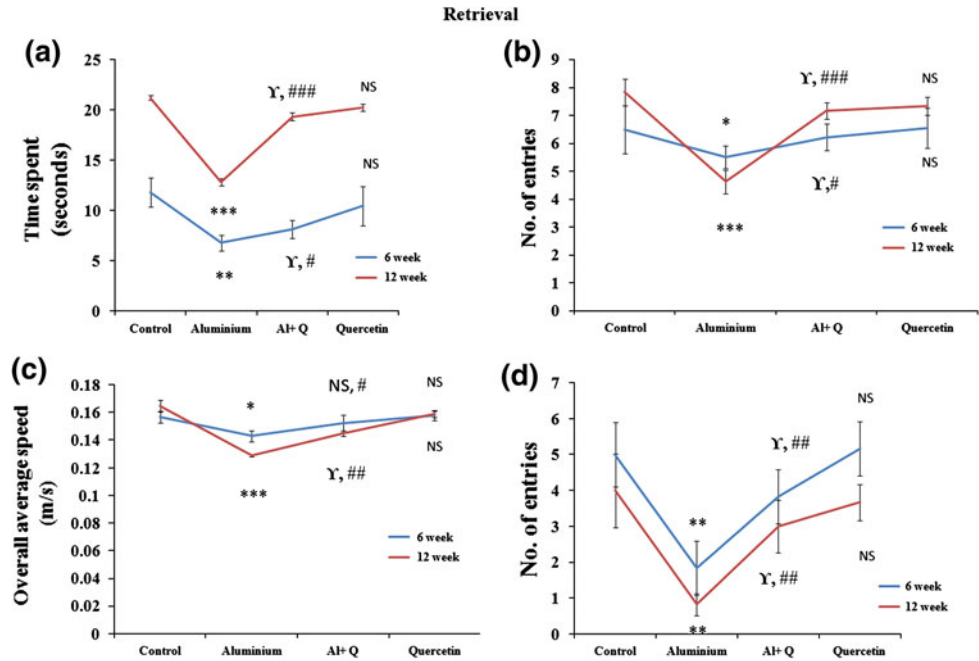 Retrieval
(a)
Time spent
(seconds)
25
20
15
10
5
0
ϒ, ###
NS
NS
***
**
ϒ, #
6 week
12 week
Control Aluminium Al+ Q Quercetin
(b)
No. of entries
9
8
7
6
5
4
3
2
1
0
ϒ, ###
NS
*
NS
ϒ,#
***
6 week
12 week
Control Aluminium Al+ Q Quercetin
(c)
Overall average speed
(m/s)
0.18
0.16
0.14
0.12
0.1
0.08
0.06
0.04
0.02
0
NS, #
NS
*
NS
ϒ, ##
***
6 week
12 week
Control Aluminium Al+ Q Quercetin
(d)
No. of entries
7
6
5
4
3
2
1
0
NS
ϒ, ##
**
NS
ϒ, ##
**
6 week
12 week
Control Aluminium Al+ Q Quercetin